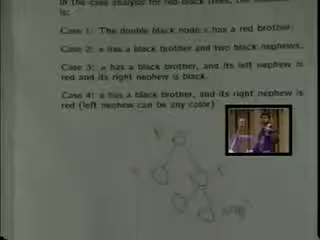 In the case analysis for red-black trees, the
is:
Case 1: The double black node x has a red brother.
Case 2: x has a black brother and two black nephews.
Case 3: x has a black brother, and its left nephew is
red and its right nephew is black.
Case 4: x has a black brother, and its right nephew is
red (left nephew can be any color)